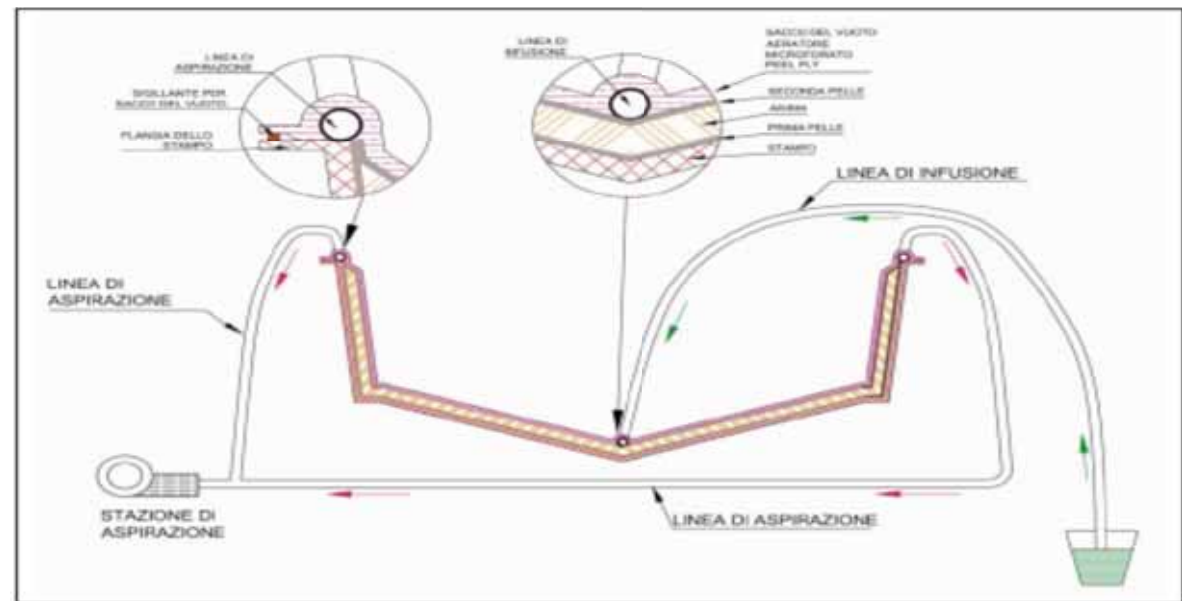 LINEA DI
ASPIRAZIONE
SIGILLANTE PER
SACCO DEL VUOTO
FLANGIA DELLO
STAMPO
LINEA DI
INFUSIONE
SACCO DEL VUOTO
AERATORE
MICROFORATO
PEEL PLY
SECONDA PELLE
ANIMA
PRIMA PELLE
STAMPO
LINEA DI INFUSIONE
LINEA DI
ASPIRAZIONE
STAZIONE DI
ASPIRAZIONE
LINEA DI ASPIRAZIONE